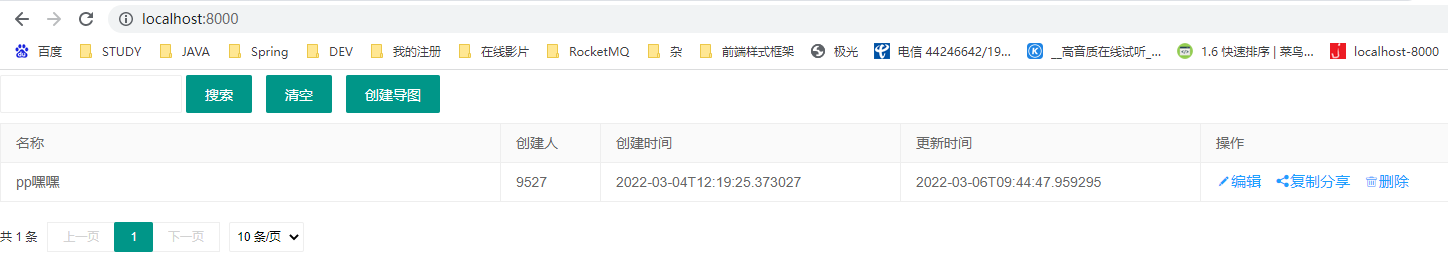 localhost:8000
百度 STUDY JAVA Spring DEV 我的注册 在线影片 RocketMQ 杂 前端样式框架 极光 电信 44246642/19... __高音质在线试听_... 1.6 快速排序 | 菜鸟... localhost-8000
搜索 清空 创建导图
名称 创建人 创建时间 更新时间 操作
pp嘿嘿 9527 2022-03-04T12:19:25.373027 2022-03-06T09:44:47.959295 编辑 复制分享 删除
共 1 条 上一页 1 下一页 10 条/页